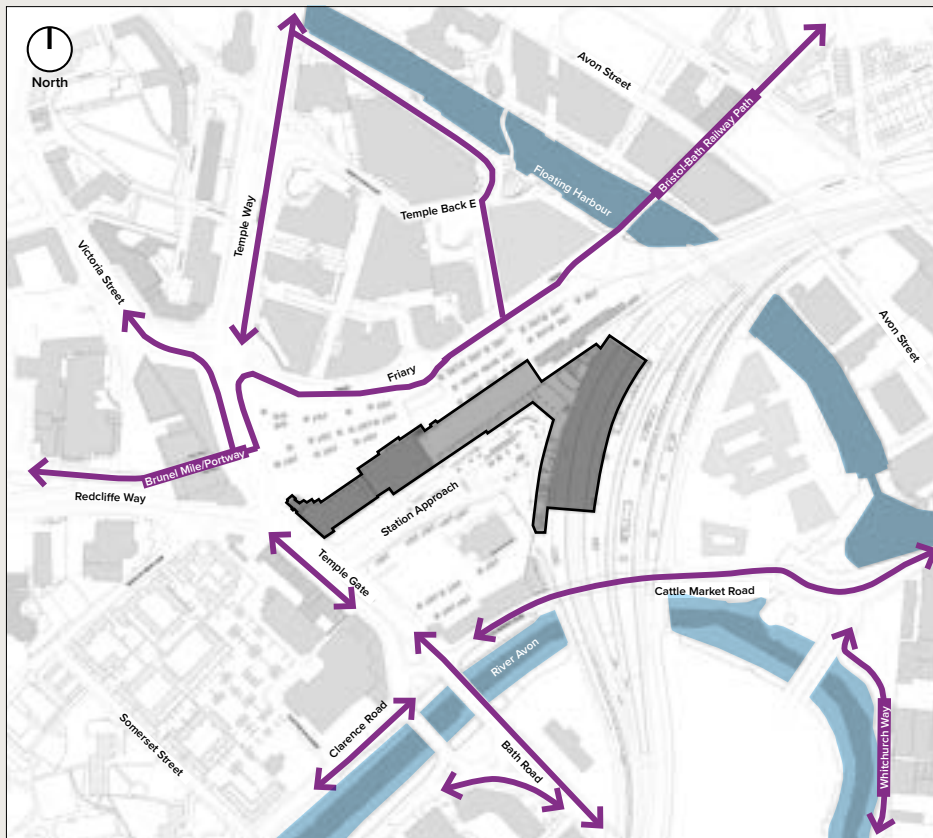 North
Avon Street
Bristol-Bath Railway Path
Floating Harbour
Temple Back E
Temple Way
Victoria Street
Avon Street
Friary
Brunel Mile/Portway
Redcliffe Way
Station Approach
Temple Gate
Cattle Market Road
River Avon
Clarence Road
Somerset Street
Bath Road
Whitchurch Way